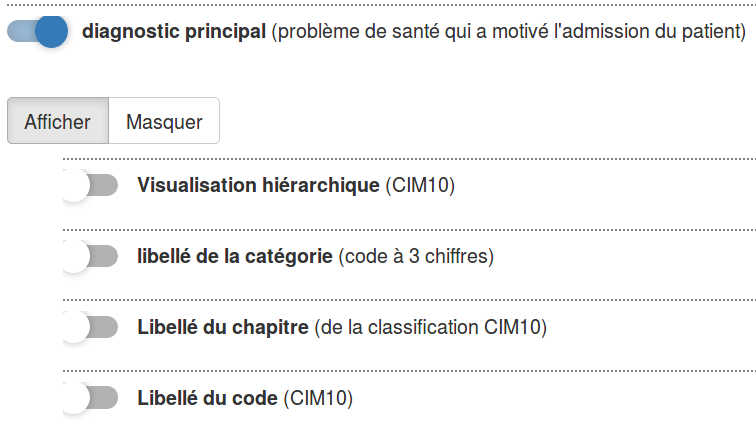 diagnostic principal (problème de santé qui a motivé l'admission du patient)
Afficher Masquer
Visualisation hiérarchique (CIM10)
libellé de la catégorie (code à 3 chiffres)
Libellé du chapitre (de la classification CIM10)
Libellé du code (CIM10)